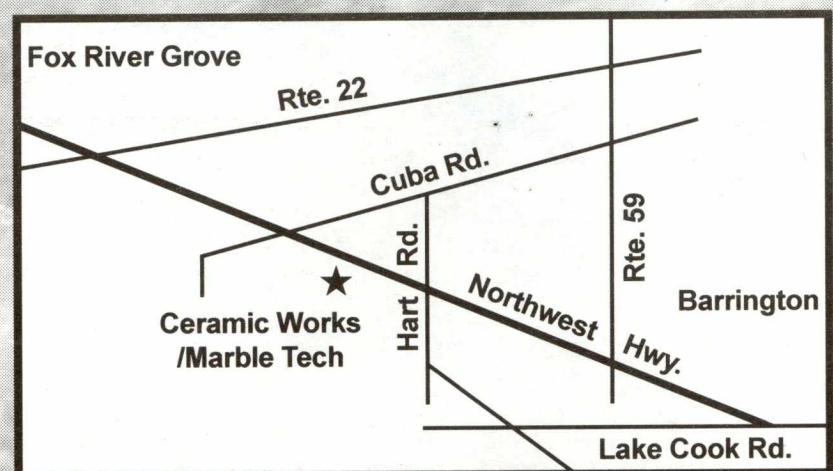 Fox River Grove
Rte. 22
Cuba Rd.
Hart Rd.
Rte. 59
Northwest Hwy.
Barrington
Ceramic Works
/Marble Tech
Lake Cook Rd.